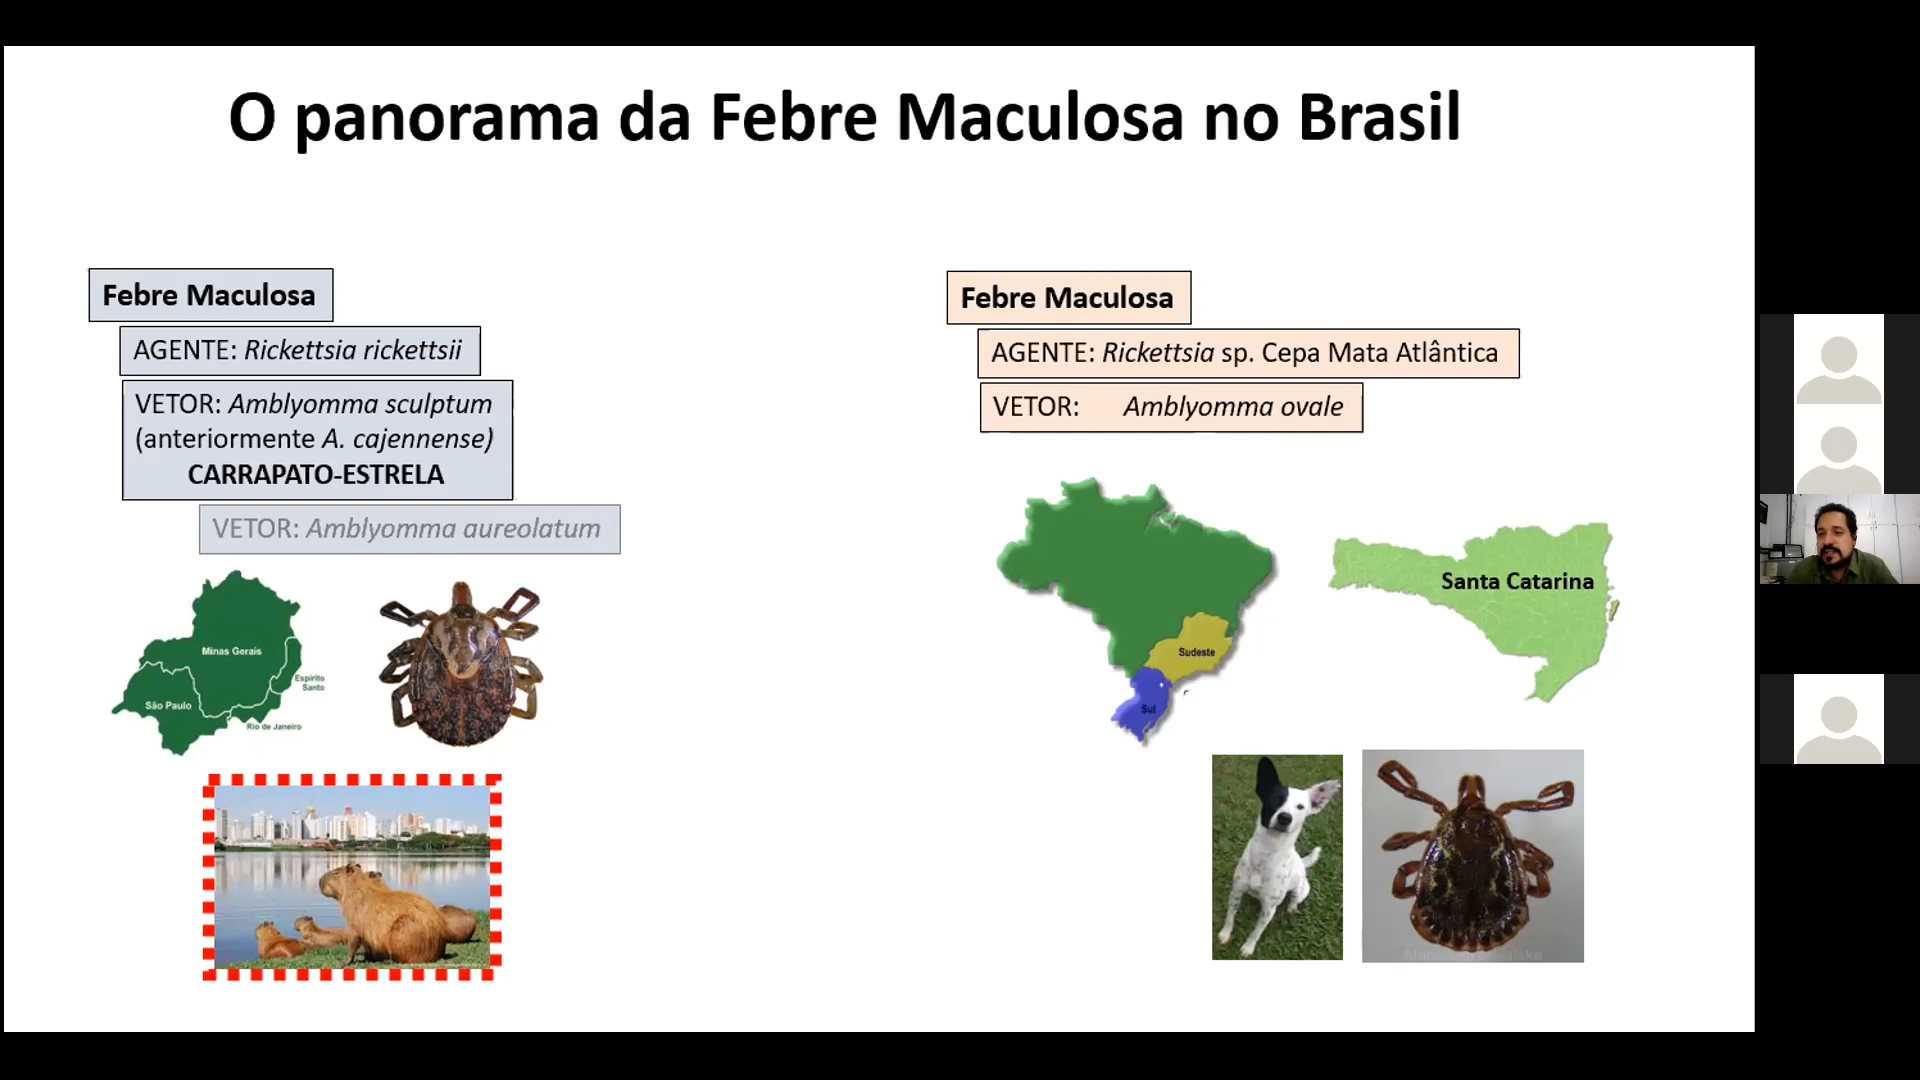 O panorama da Febre Maculosa no Brasil
Febre Maculosa
AGENTE: Rickettsia rickettsii
VETOR: Amblyomma sculptum
(anteriormente A. cajennense)
CARRAPATO-ESTRELA
VETOR: Amblyomma aureolatum
Minas Gerais
Espírito
Santo
São Paulo
Rio de Janeiro
Febre Maculosa
AGENTE: Rickettsia sp. Cepa Mata Atlântica
VETOR: Amblyomma ovale
Sudeste
Sul
Santa Catarina